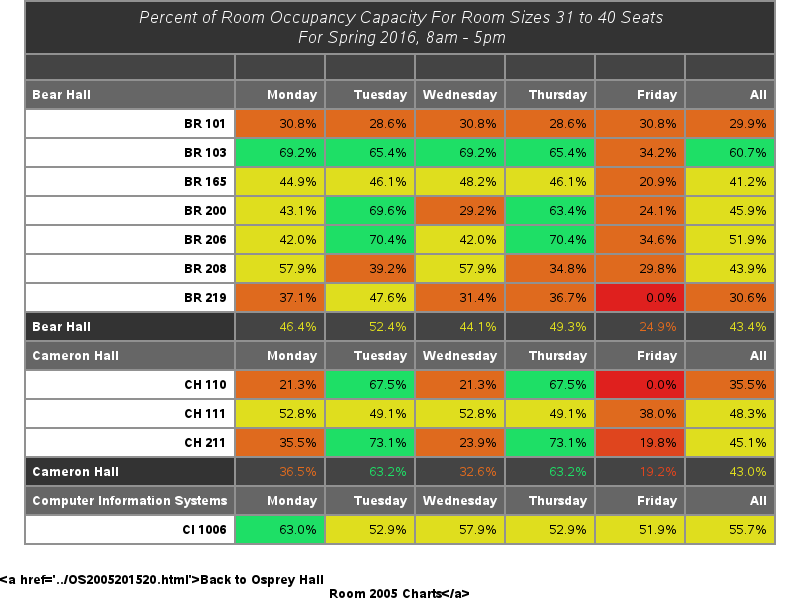 Percent of Room Occupancy Capacity For Room Sizes 31 to 40 Seats
For Spring 2016, 8am - 5pm
Bear Hall Monday Tuesday Wednesday Thursday Friday All
BR 101 30.8% 28.6% 30.8% 28.6% 30.8% 29.9%
BR 103 69.2% 65.4% 69.2% 65.4% 34.2% 60.7%
BR 165 44.9% 46.1% 48.2% 46.1% 20.9% 41.2%
BR 200 43.1% 69.6% 29.2% 63.4% 24.1% 45.9%
BR 206 42.0% 70.4% 42.0% 70.4% 34.6% 51.9%
BR 208 57.9% 39.2% 57.9% 34.8% 29.8% 43.9%
BR 219 37.1% 47.6% 31.4% 36.7% 0.0% 30.6%
Bear Hall 46.4% 52.4% 44.1% 49.3% 24.9% 43.4%
Cameron Hall Monday Tuesday Wednesday Thursday Friday All
CH 110 21.3% 67.5% 21.3% 67.5% 0.0% 35.5%
CH 111 52.8% 49.1% 52.8% 49.1% 38.0% 48.3%
CH 211 35.5% 73.1% 23.9% 73.1% 19.8% 45.1%
Cameron Hall 36.5% 63.2% 32.6% 63.2% 19.2% 43.0%
Computer Information Systems Monday Tuesday Wednesday Thursday Friday All
CI 1006 63.0% 52.9% 57.9% 52.9% 51.9% 55.7%
<a href='../OS2005201520.html'>Back to Osprey Hall
Room 2005 Charts</a>